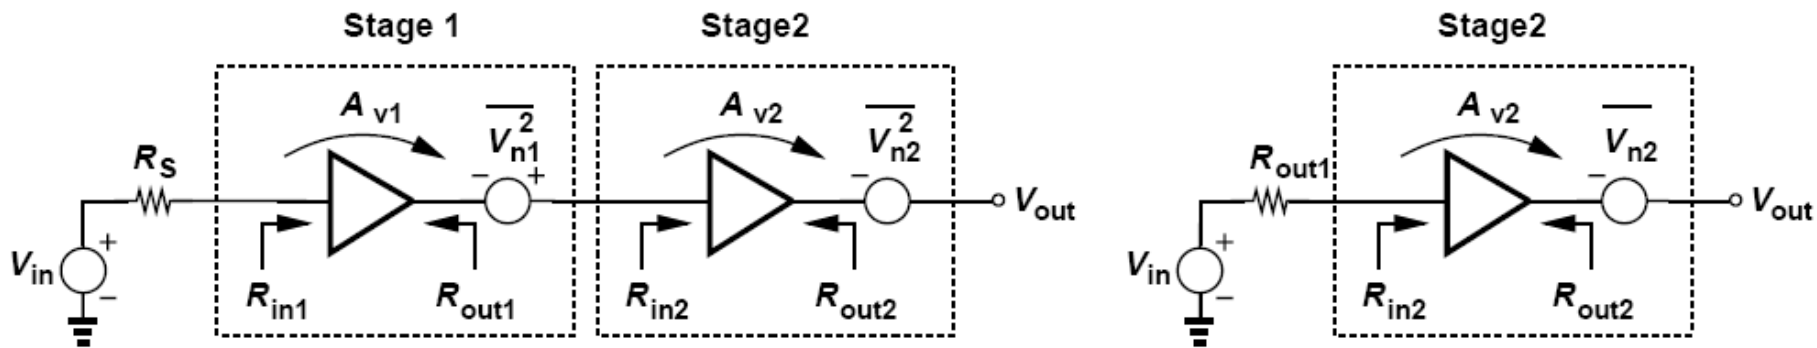 Stage 1
Stage2
Stage2
A v1
V n1 2
A v2
V n2 2
A v2
V n2
R S
R out1
- +
-
-
V out
V out
V in
+
-
R in1
R out1
R in2
R out2
V in
+
-
R in2
R out2